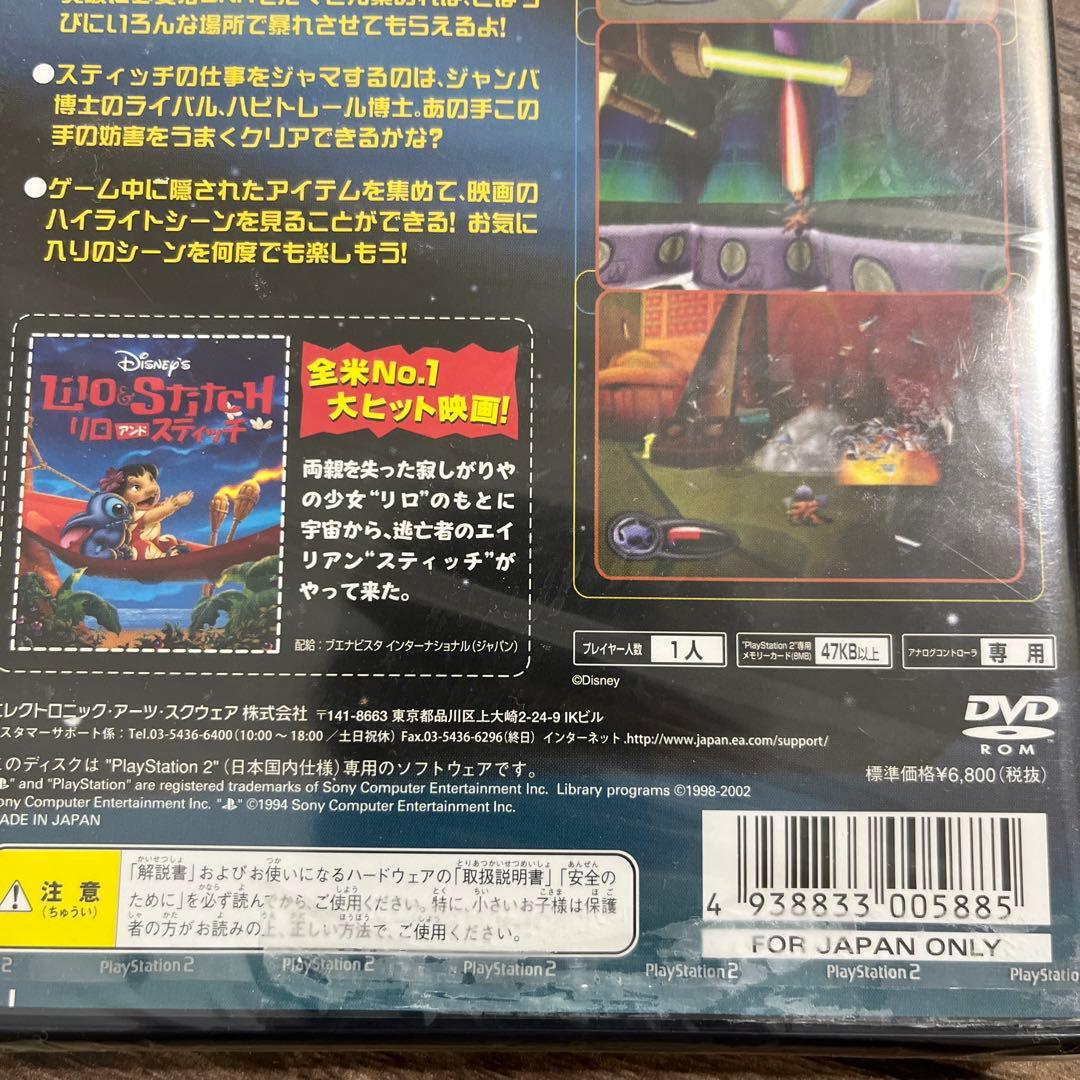 びにいろんな場所で暴れさせてもらえるよ!
●スティッチの仕事をジャマするのは、ジャンバ
博士のライバル、ハビトレール博士。あの手この
手の妨害をうまくクリアできるかな?
●ゲーム中に隠されたアイテムを集めて、映画の
ハイライトシーンを見ることができる! お気に
入りのシーンを何度でも楽しもう!
DISNEY'S
LILO & STITCH
リロ アンド スティッチ
全米No.1
大ヒット映画!
両親を失った寂しがりや
の少女“リロ”のもとに
宇宙から、逃亡者のエイ
リアン“スティッチ”が
やって来た。
配給:ブエナビスタ インターナショナル(ジャパン)
プレイヤー人数 1人
"PlayStation 2"専用
メモリーカード(8MB) 47KB以上
アナログコントローラ 専用
©Disney
エレクトロニック・アーツ・スクウェア 株式会社 〒141-8663 東京都品川区上大崎2-24-9 IKビル
スタマーサポート係:Tel.03-5436-6400(10:00~18:00/土日祝休) Fax.03-5436-6296(終日) インターネット.http://www.japan.ea.com/support/
DVD
ROM
このディスクは "PlayStation 2"(日本国内仕様)専用のソフトウェアです。
標準価格¥6,800(税抜)
" and "PlayStation" are registered trademarks of Sony Computer Entertainment Inc. Library programs ©1998-2002
ony Computer Entertainment Inc. " " ©1994 Sony Computer Entertainment Inc.
ADE IN JAPAN
注意
(ちゅうい)
「解説書」およびお使いになるハードウェアの「取扱説明書」「安全の
ために」を必ず読んでから、ご使用ください。特に、小さいお子様は保護
者の方がお読みの上、正しい方法で、ご使用ください。
4 938833 005885
FOR JAPAN ONLY
2 PlayStation 2 PlayStation 2 PlayStation 2 PlayStation 2 PlayStation 2 PlayStatio